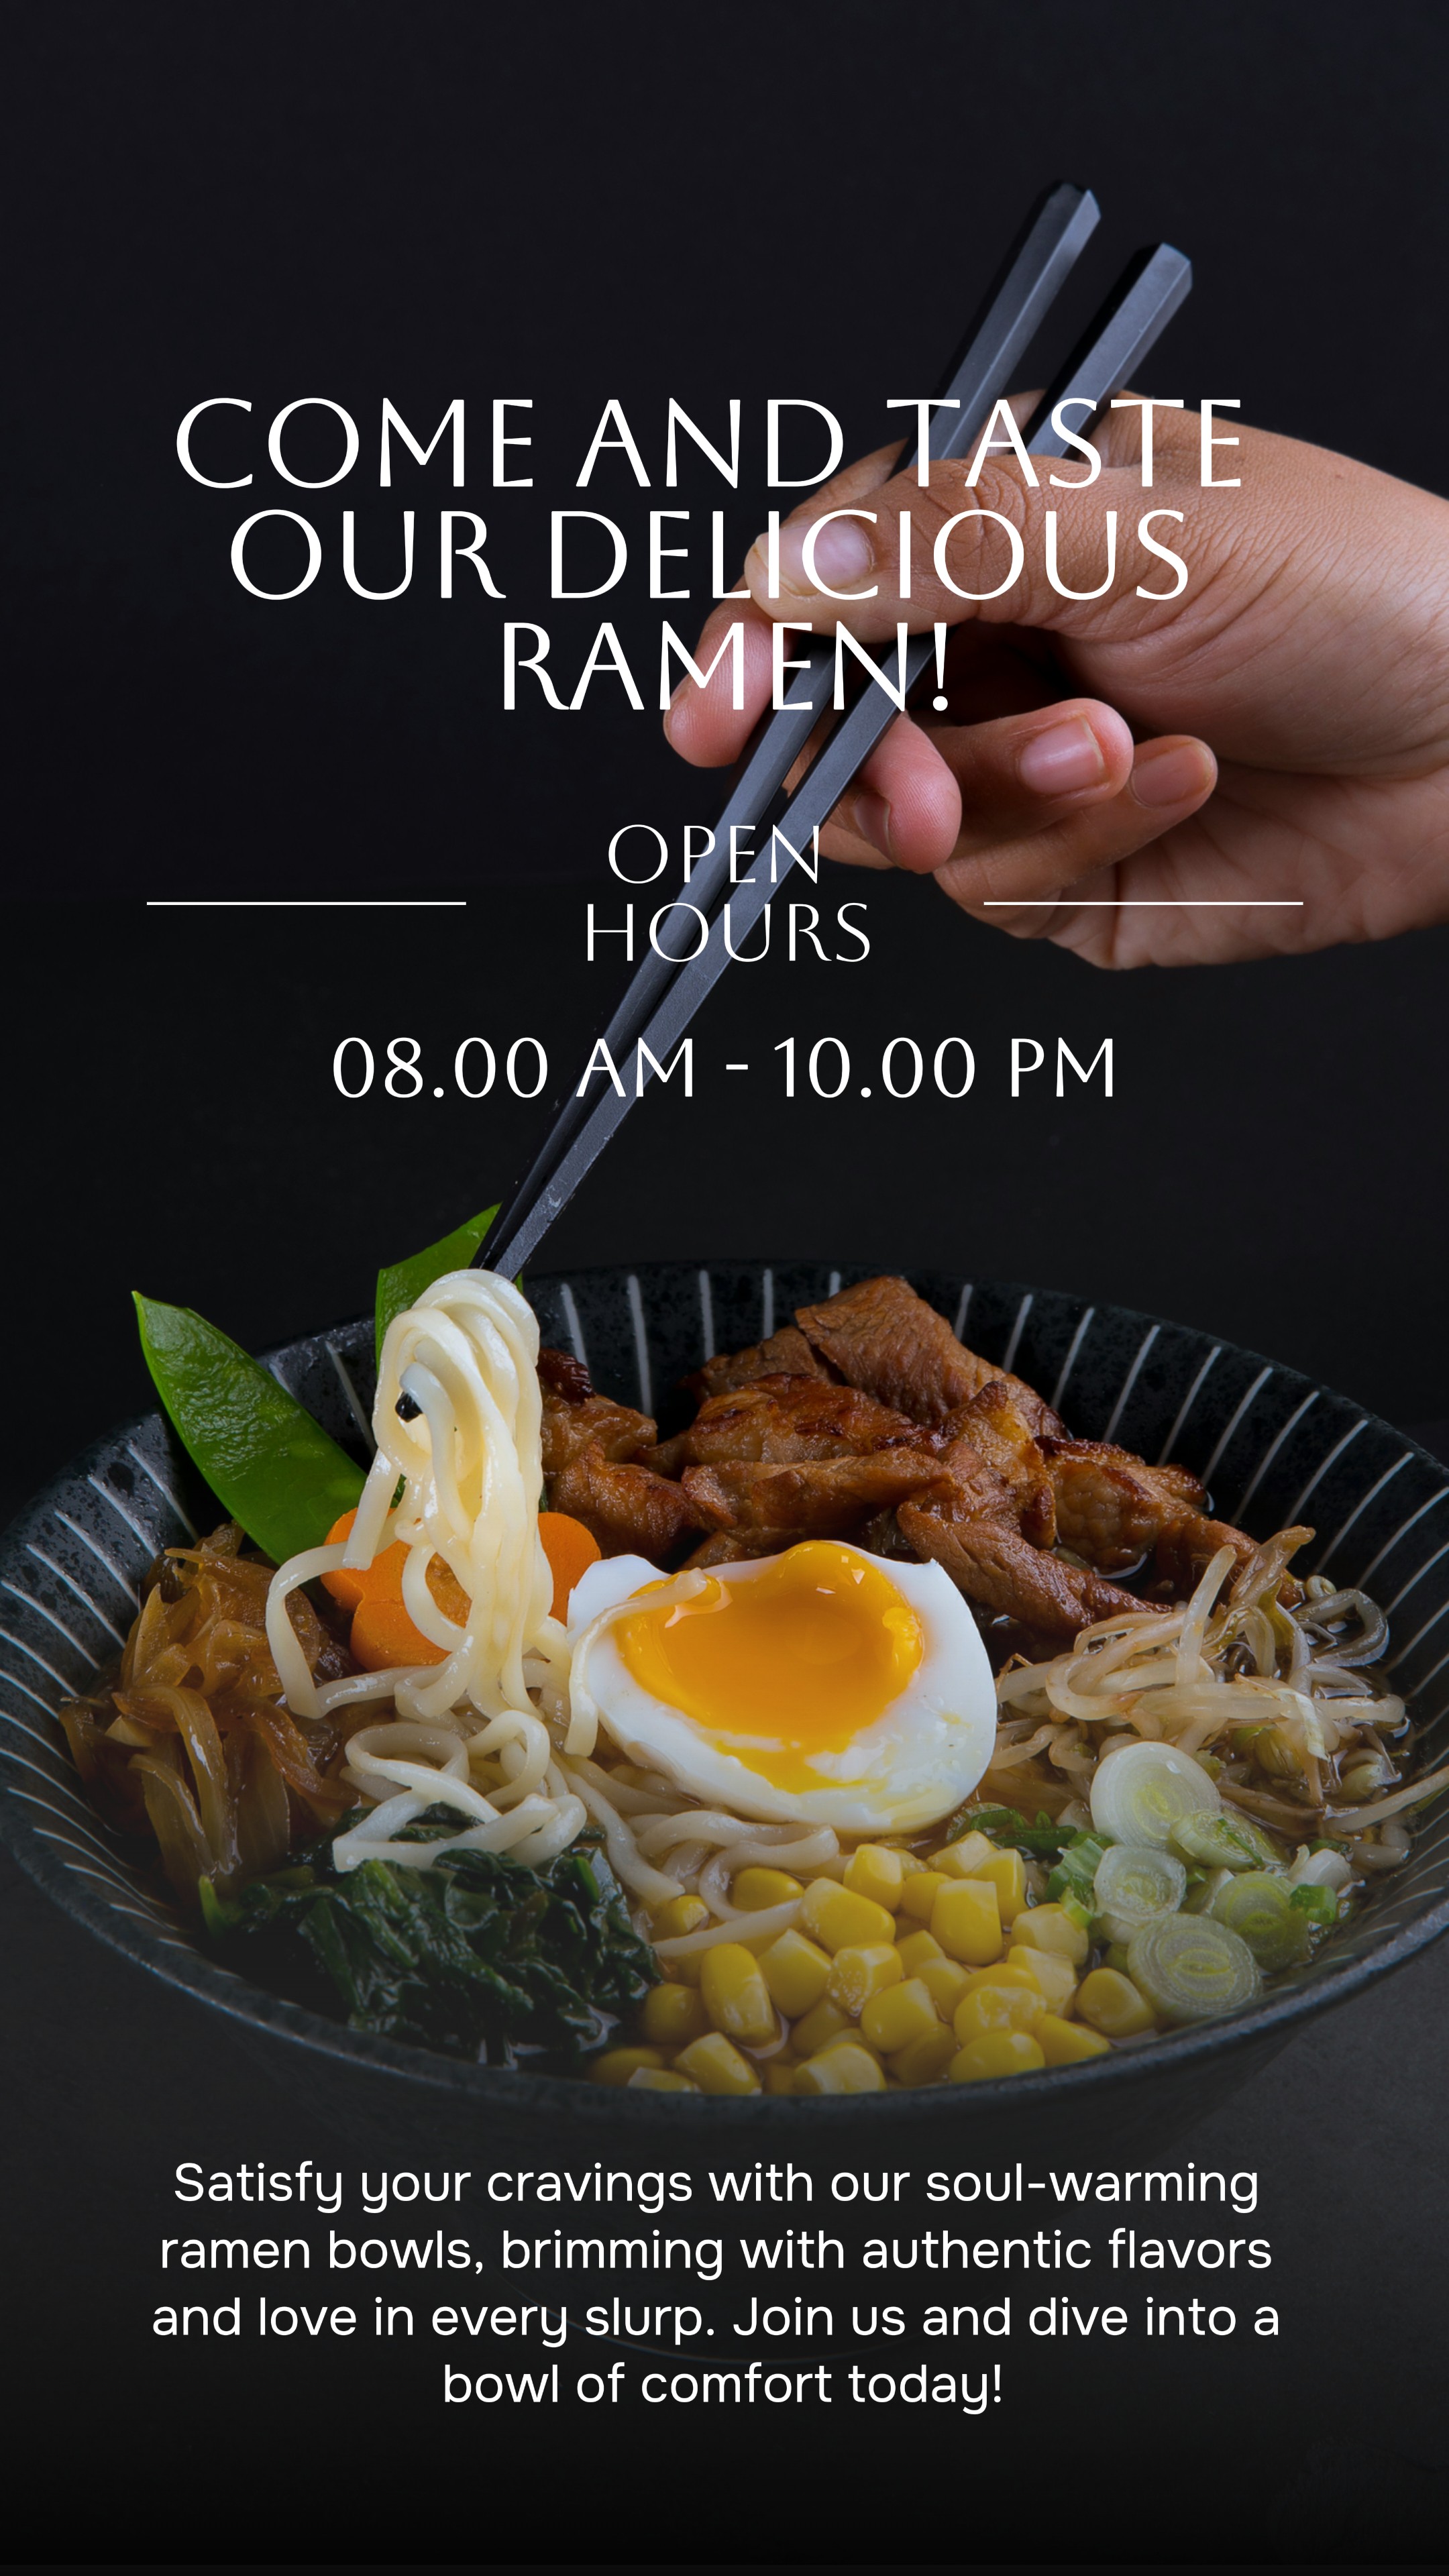 COME AND TASTE
OUR DELICIOUS
RAMEN!
OPEN
HOURS
08.00 AM - 10.00 PM
Satisfy your cravings with our soul-warming
ramen bowls, brimming with authentic flavors
and love in every slurp. Join us and dive into a
bowl of comfort today!